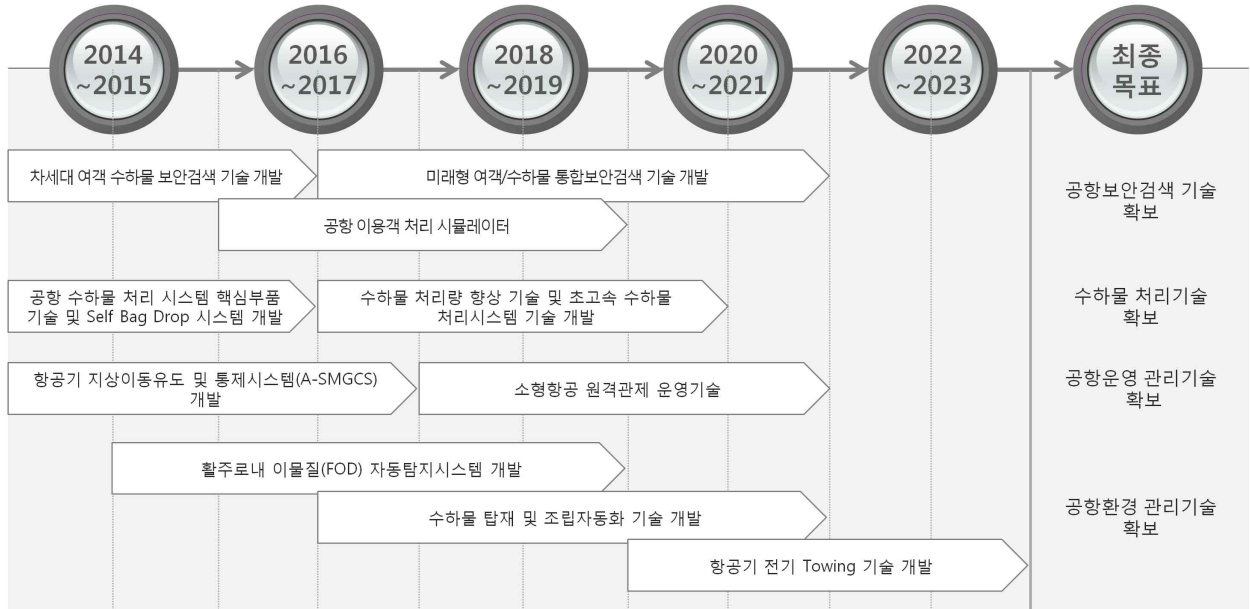 2014
~2015
2016
~2017
2018
~2019
2020
~2021
2022
~2023
최종
목표
차세대 여객 수하물 보안검색 기술 개발
미래형 여객/수하물 통합보안검색 기술 개발
공항 이용객 처리 시뮬레이터
공항보안검색 기술
확보
공항 수하물 처리 시스템 핵심부품
기술 및 Self Bag Drop 시스템 개발
수하물 처리량 향상 기술 및 초고속 수하물
처리시스템 기술 개발
수하물 처리기술
확보
항공기 지상이동유도 및 통제시스템(A-SMGCS)
개발
소형항공 원격관제 운영기술
공항운영 관리기술
확보
활주로내 이물질(FOD) 자동탐지시스템 개발
수하물 탑재 및 조립자동화 기술 개발
항공기 전기 Towing 기술 개발
공항환경 관리기술
확보